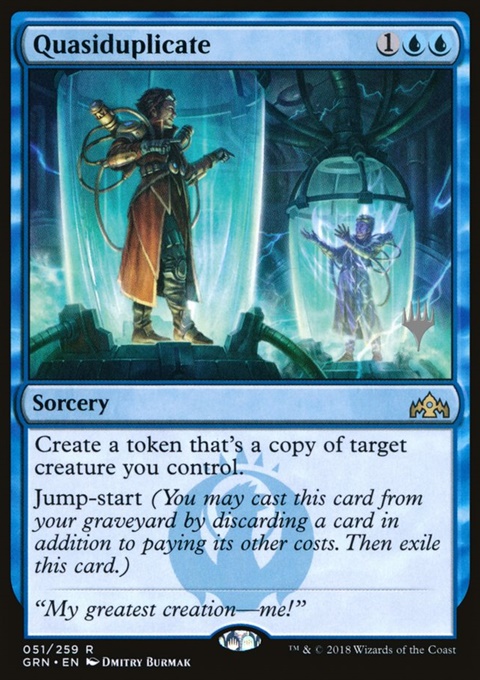 Quasiduplicate 1
Sorcery
Create a token that's a copy of target
creature you control.
Jump-start (You may cast this card from
your graveyard by discarding a card in
addition to paying its other costs. Then exile
this card.)
“My greatest creation—me!”
051/259 R
GRN • EN DMITRY BURMAK
™ & © 2018 Wizards of the Coast